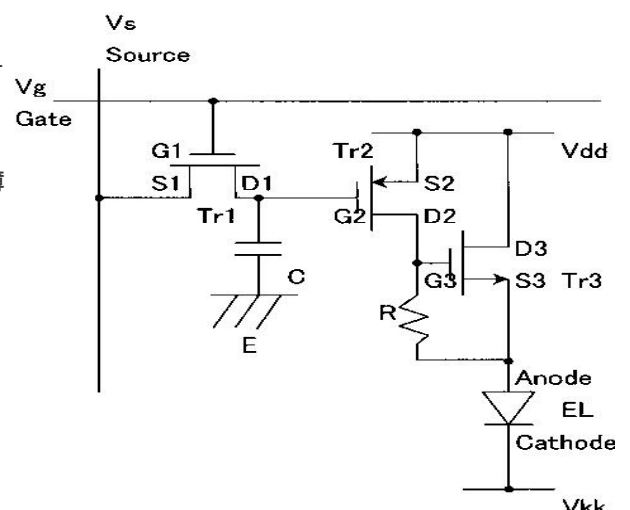 Vs
Source
Vg
Gate
G1
S1 D1
Tr1
Tr2
Vdd
S2
G2 D2
C
E
D3
G3 S3 Tr3
R
Anode
EL
Cathode
Vkk